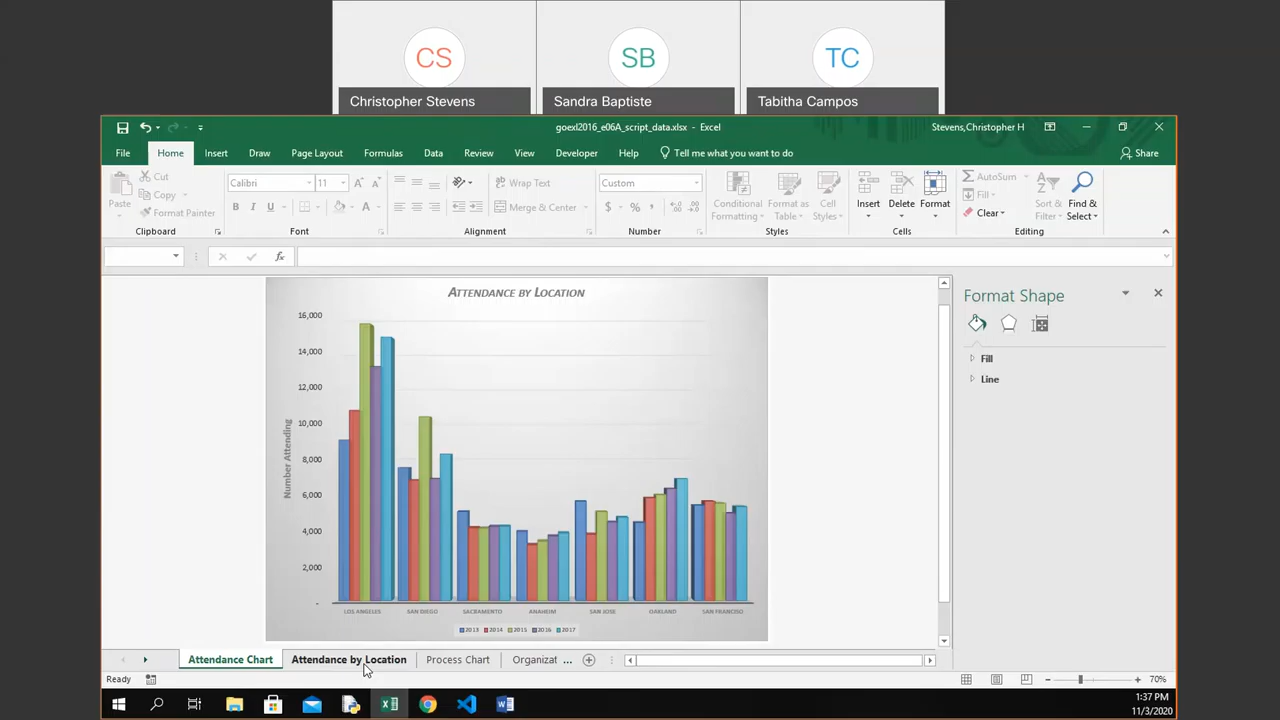 CS
SB
TC
Christopher Stevens
Sandra Baptiste
Tabitha Campos
goexl2016_e06A_script_data.xlsx - Excel
Stevens,Christopher H
File
Home
Insert
Draw
Page Layout
Formulas
Data
Review
View
Developer
Help
Tell me what you want to do
Share
Paste
Cut
Copy
Format Painter
Clipboard
Calibri
11
B I U
Font
Wrap Text
Merge & Center
Alignment
Custom
$ % ,
Number
Conditional
Formatting
Format as
Table
Cell
Styles
Styles
Insert
Delete
Format
Cells
AutoSum
Fill
Clear
Sort &
Filter
Find &
Select
Editing
fx
ATTENDANCE BY LOCATION
Number Attending
16,000
14,000
12,000
10,000
8,000
6,000
4,000
2,000
-
LOS ANGELES
SAN DIEGO
SACRAMENTO
ANAHEIM
SAN JOSE
OAKLAND
SAN FRANCISO
2013
2014
2015
2016
2017
Format Shape
Fill
Line
Attendance Chart
Attendance by Location
Process Chart
Organizat ...
Ready
70%
1:37 PM
11/3/2020